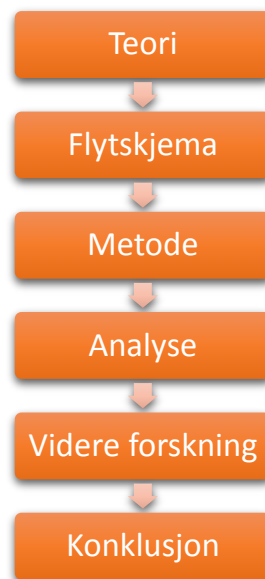 Teori
Flytskjema
Metode
Analyse
Videre forskning
Konklusjon